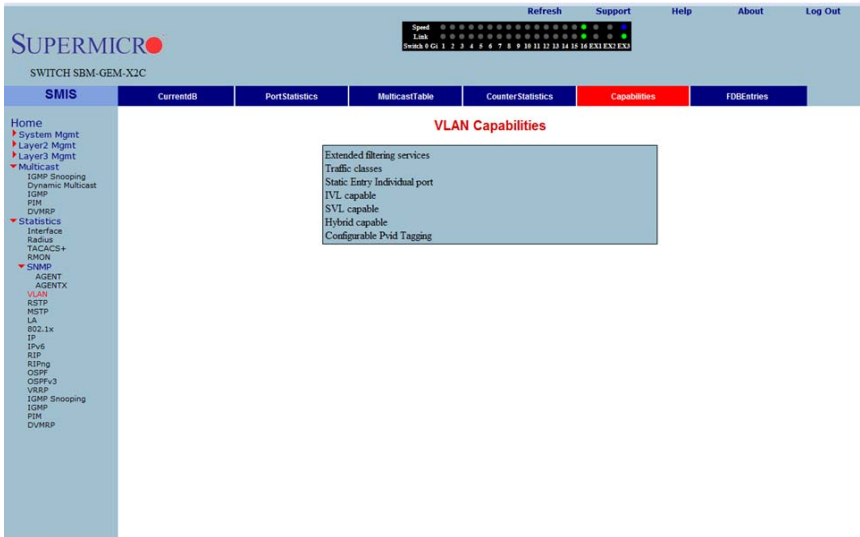 Refresh Support Help About Log Out
SUPERMICRO
SWITCH SBM-GEM-X2C
Speed
Link
Switch 0 Gi 1 2 3 4 5 6 7 8 9 10 11 12 13 14 15 16 EX1 EX2 EX3
SMIS CurrentdB PortStatistics MulticastTable CounterStatistics Capabilities FDBEntries
Home
System Mgmt
Layer2 Mgmt
Layer3 Mgmt
Multicast
IGMP Snooping
Dynamic Multicast
IGMP
PIM
DVMRP
Statistics
Interface
Radius
TACACS+
RMON
SNMP
AGENT
AGENTX
VLAN
RSTP
MSTP
LA
802.1x
IP
IPv6
RIP
RIPng
OSPF
OSPFv3
VRRP
IGMP Snooping
IGMP
PIM
DVMRP
VLAN Capabilities
Extended filtering services
Traffic classes
Static Entry Individual port
IVL capable
SVL capable
Hybrid capable
Configurable Pvid Tagging